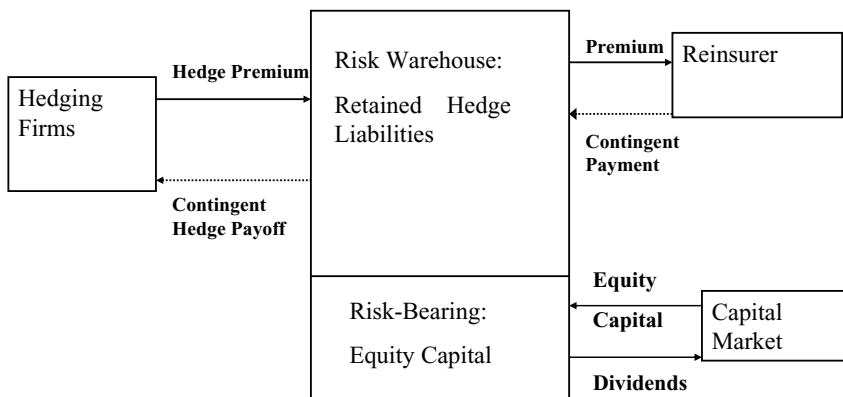 Hedging
Firms
Hedge Premium
Contingent
Hedge Payoff
Risk Warehouse:
Retained Hedge
Liabilities
Premium
Reinsurer
Contingent
Payment
Risk-Bearing:
Equity Capital
Equity
Capital
Dividends
Capital
Market